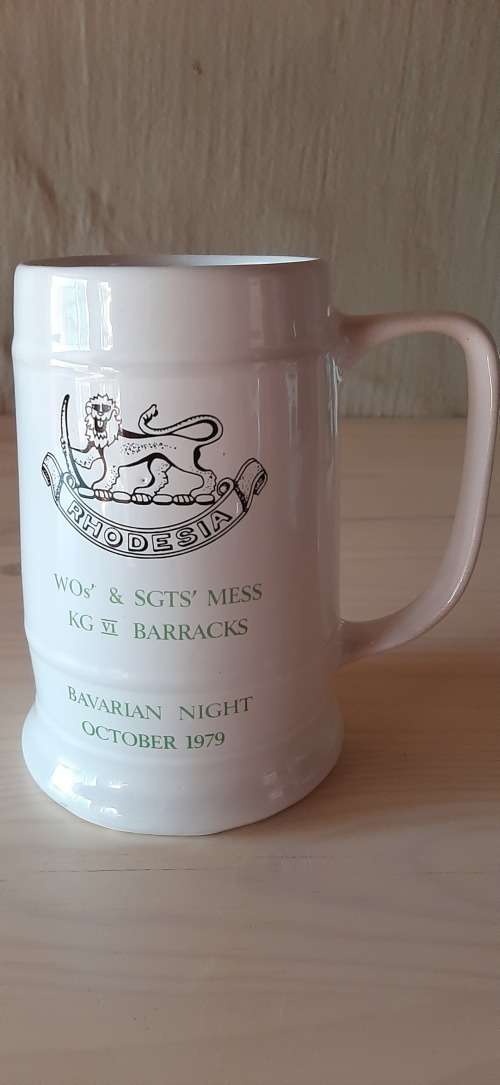 RHODESIA
WOs' & SGTS' MESS
KG VI BARRACKS
BAVARIAN NIGHT
OCTOBER 1979